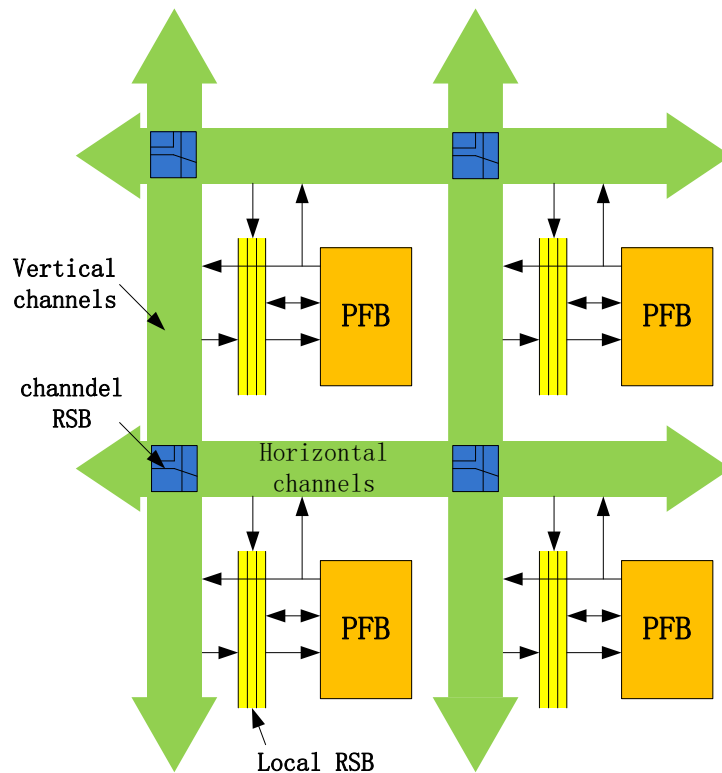 Vertical
channels
PFB
PFB
channdel
RSB
Horizontal
channels
PFB
PFB
Local RSB